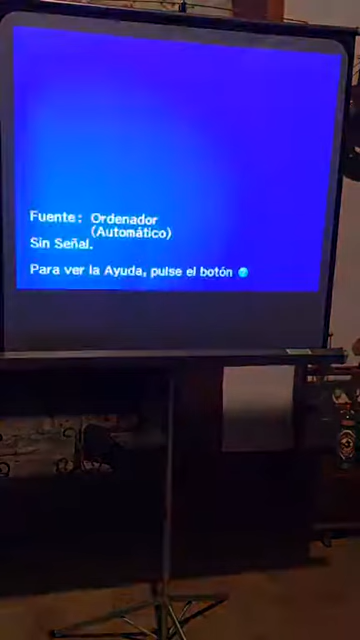 Fuente: Ordenador
(Automático)
Sin Señal.
Para ver la Ayuda, pulse el botón ?